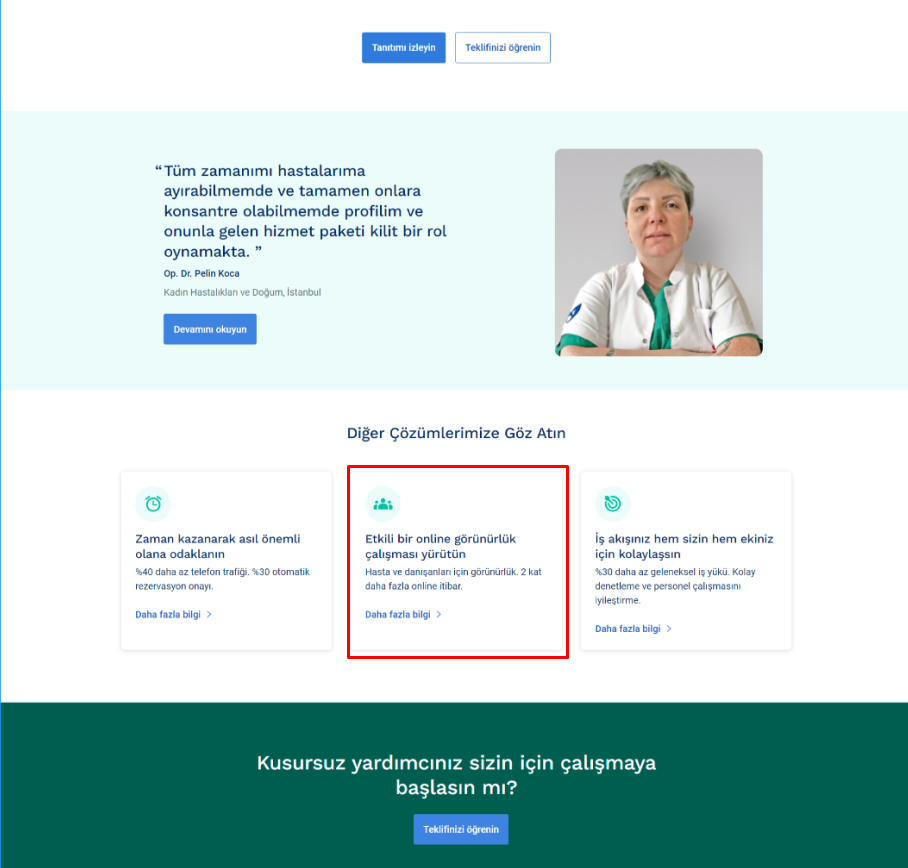 Tanıtımı izleyin
Teklifinizi öğrenin
“Tüm zamanımı hastalarıma
ayırabilmemde ve tamamen onlara
konsantre olabilmemde profilim ve
onunla gelen hizmet paketi kilit bir rol
oynamakta. ”
Op. Dr. Pelin Koca
Kadın Hastalıkları ve Doğum, İstanbul
Devamını okuyun
Diğer Çözümlerimize Göz Atın
Zaman kazanarak asıl önemli
olana odaklanın
%40 daha az telefon trafiği. %30 otomatik
rezervasyon onayı.
Daha fazla bilgi
Etkili bir online görünürlük
çalışması yürütün
Hasta ve danışanları için görünürlük. 2 kat
daha fazla online itibar.
Daha fazla bilgi
İş akışınız hem sizin hem ekiniz
için kolaylaşsın
%30 daha az geleneksel iş yükü. Kolay
denetleme ve personel çalışmasını
iyileştirme.
Daha fazla bilgi
Kusursuz yardımcınız sizin için çalışmaya
başlasın mı?
Teklifinizi öğrenin